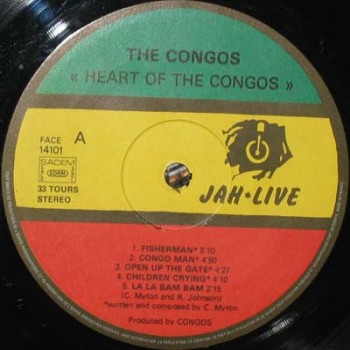 THE CONGOS
« HEART OF THE CONGOS »
FACE A
14101
SACEM
SDRM
33 TOURS
STEREO
JAH•LIVE
1. FISHERMAN* 5'10
2. CONGO MAN* 4'50
3. OPEN UP THE GATE* 4'27
4. CHILDREN CRYING* 4'10
5. LA LA BAM BAM 2'15
(C. Myton and R. Johnson)
*written and composed by C. Myton
Produced by CONGOS